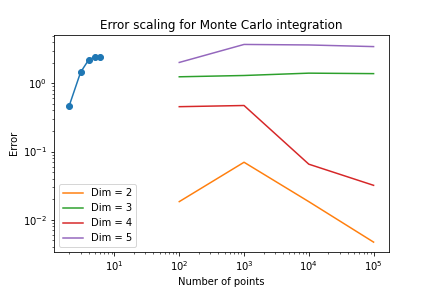 Error scaling for Monte Carlo integration
Error
10⁰
10⁻¹
10⁻²
Dim = 2
Dim = 3
Dim = 4
Dim = 5
10¹
10²
10³
10⁴
10⁵
Number of points